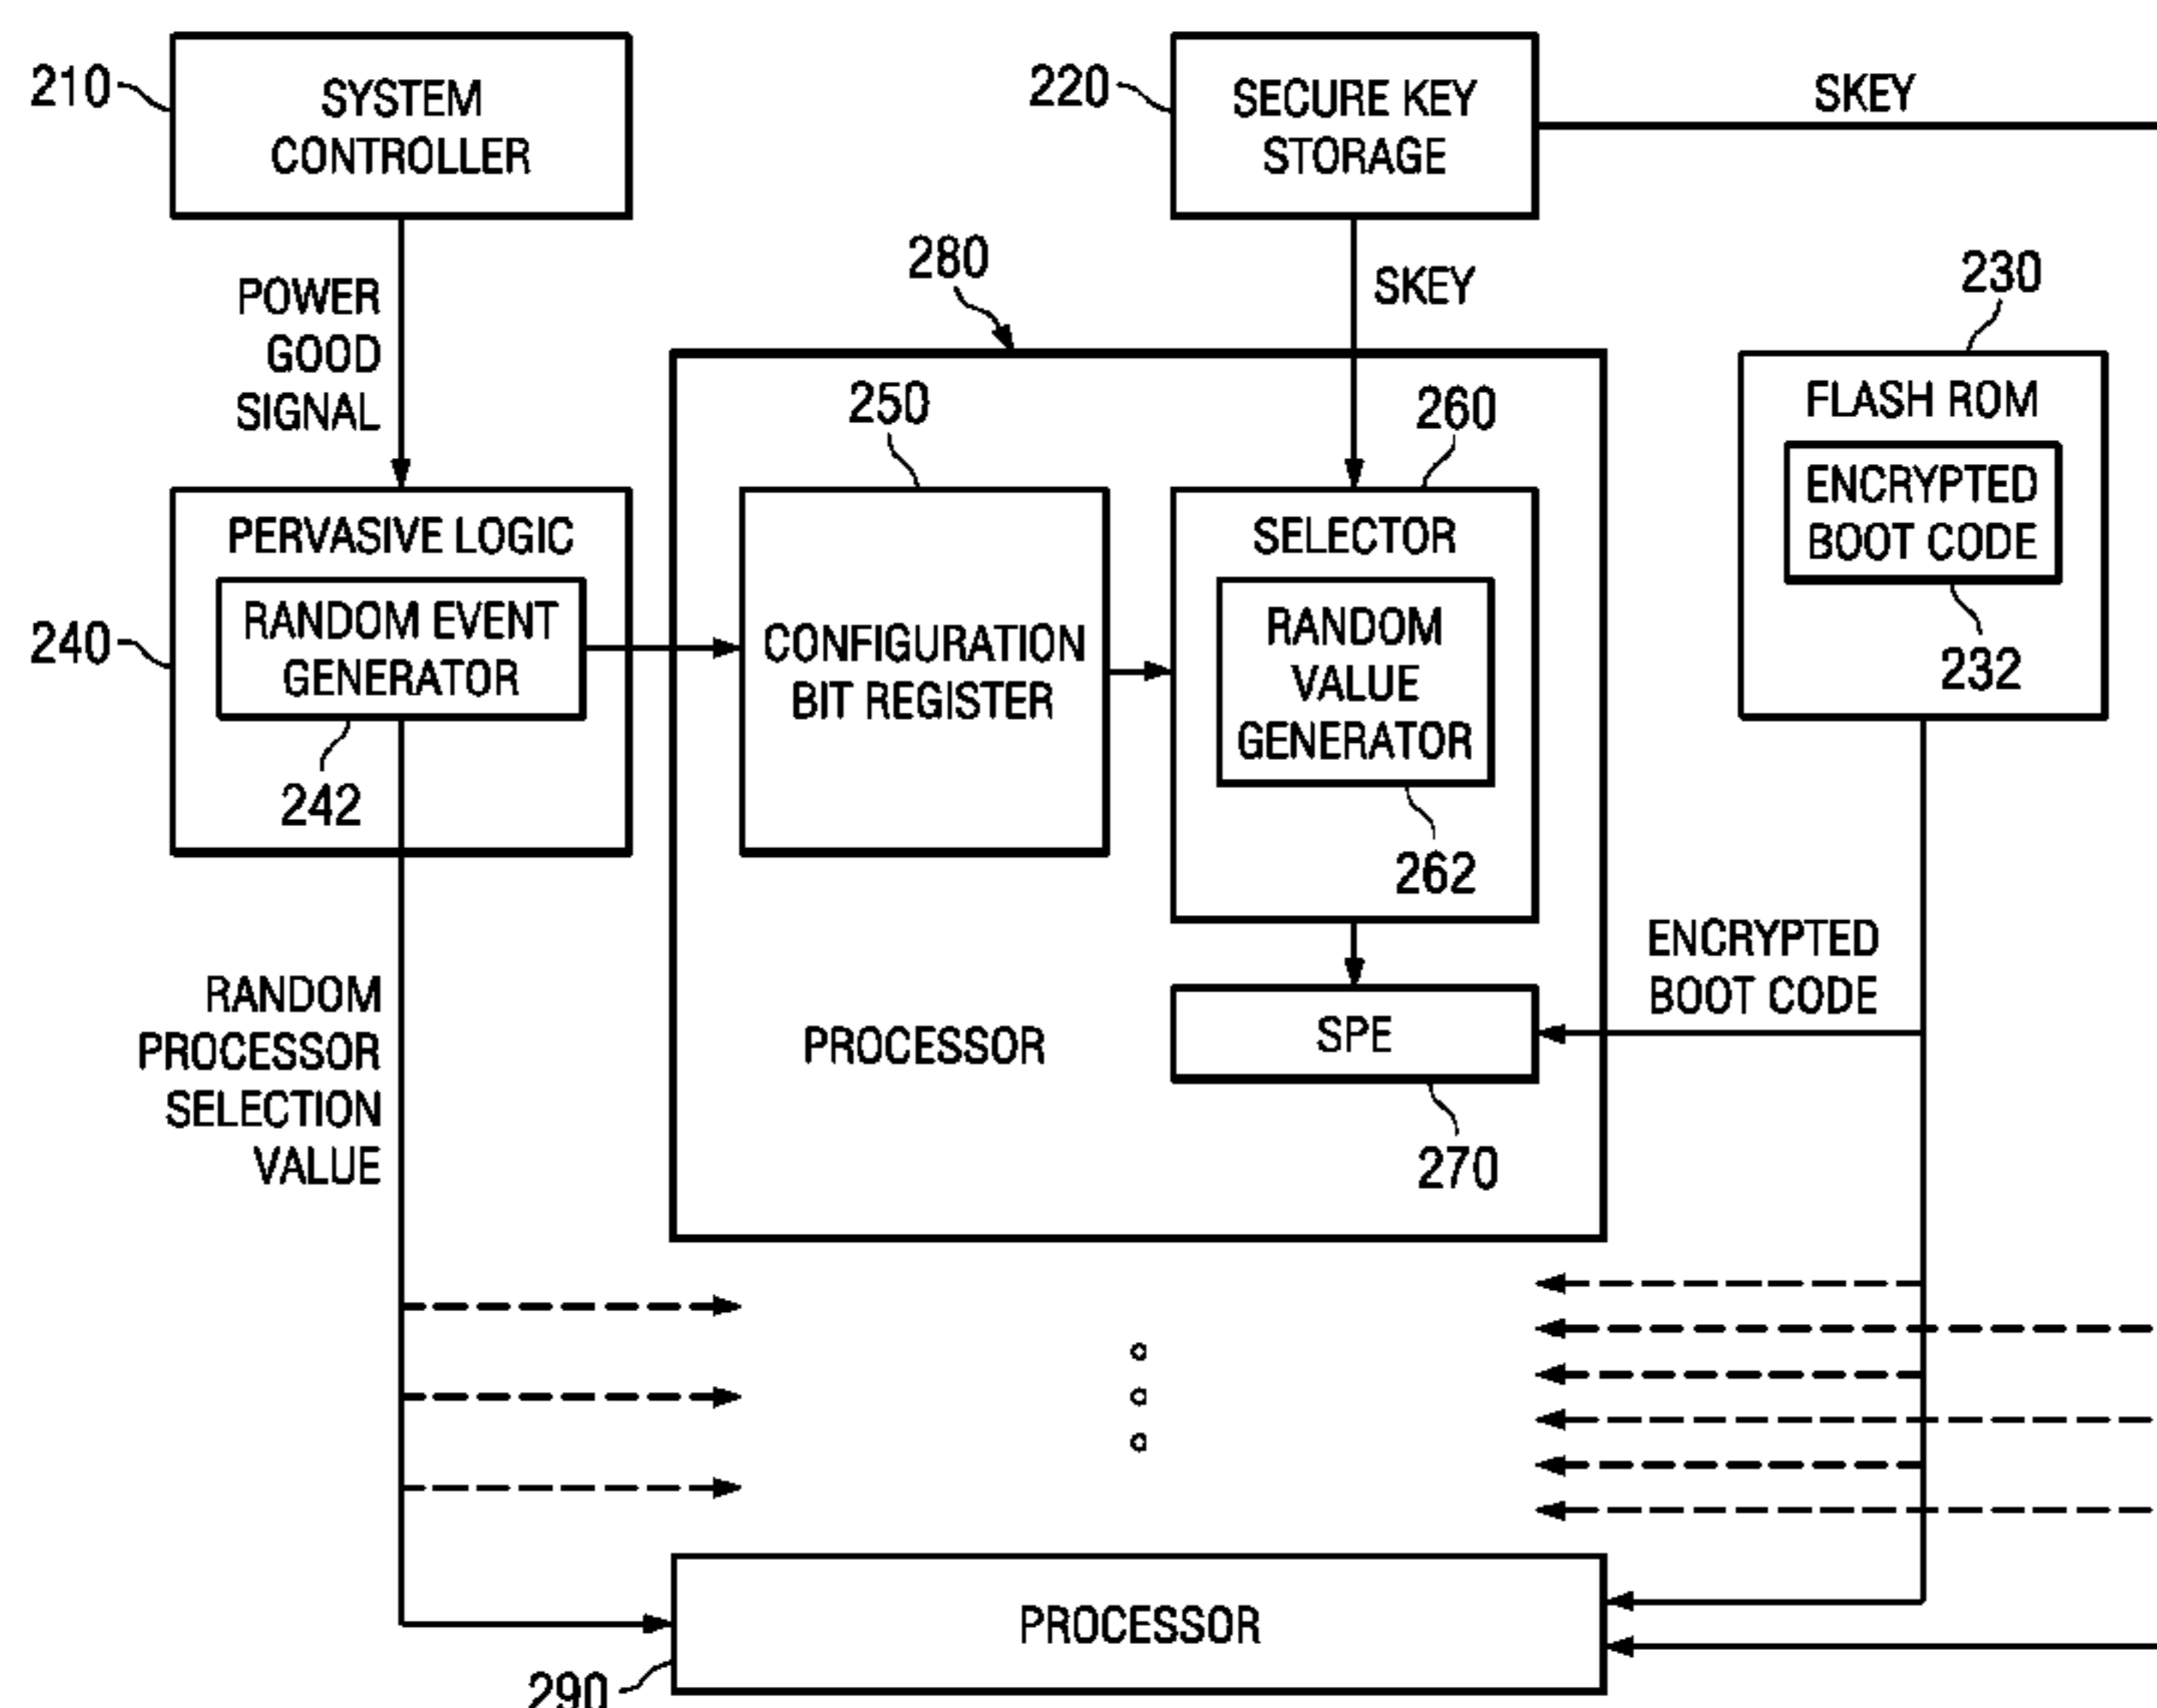 210
SYSTEM
CONTROLLER
220
SECURE KEY
STORAGE
SKEY
POWER
GOOD
SIGNAL
280
SKEY
230
FLASH ROM
ENCRYPTED
BOOT CODE
232
250
260
240
PERVASIVE LOGIC
RANDOM EVENT
GENERATOR
242
CONFIGURATION
BIT REGISTER
SELECTOR
RANDOM
VALUE
GENERATOR
262
ENCRYPTED
BOOT CODE
RANDOM
PROCESSOR
SELECTION
VALUE
PROCESSOR
SPE
270
PROCESSOR
290